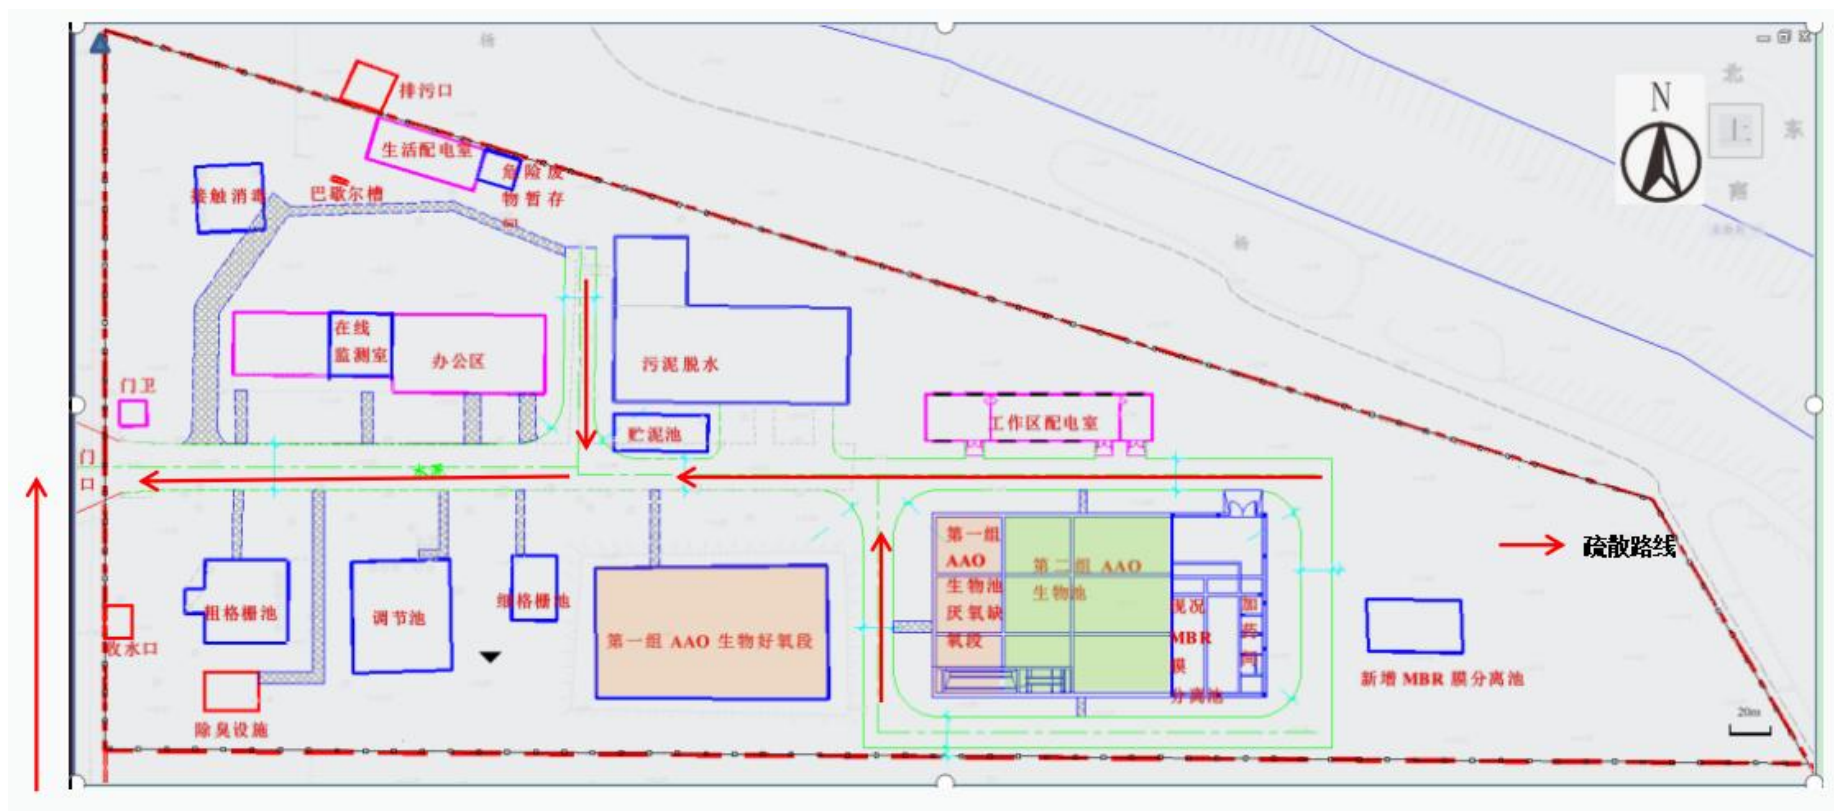 杨
北
N
上
东
南
排污口
生活配电室
危险废
物暂存
间
接触消毒
巴歇尔槽
杨
在线
监测室
办公区
污泥脱水
门卫
贮泥池
工作区配电室
门
口
第一组
AAO
生物池
厌氧缺
氧段
第二组 AAO
生物池
疏散路线
粗格栅池
调节池
细格栅池
第一组 AAO 生物好氧段
现况
MBR
膜
分离池
加
药
间
收水口
新增 MBR 膜分离池
除臭设施
20m